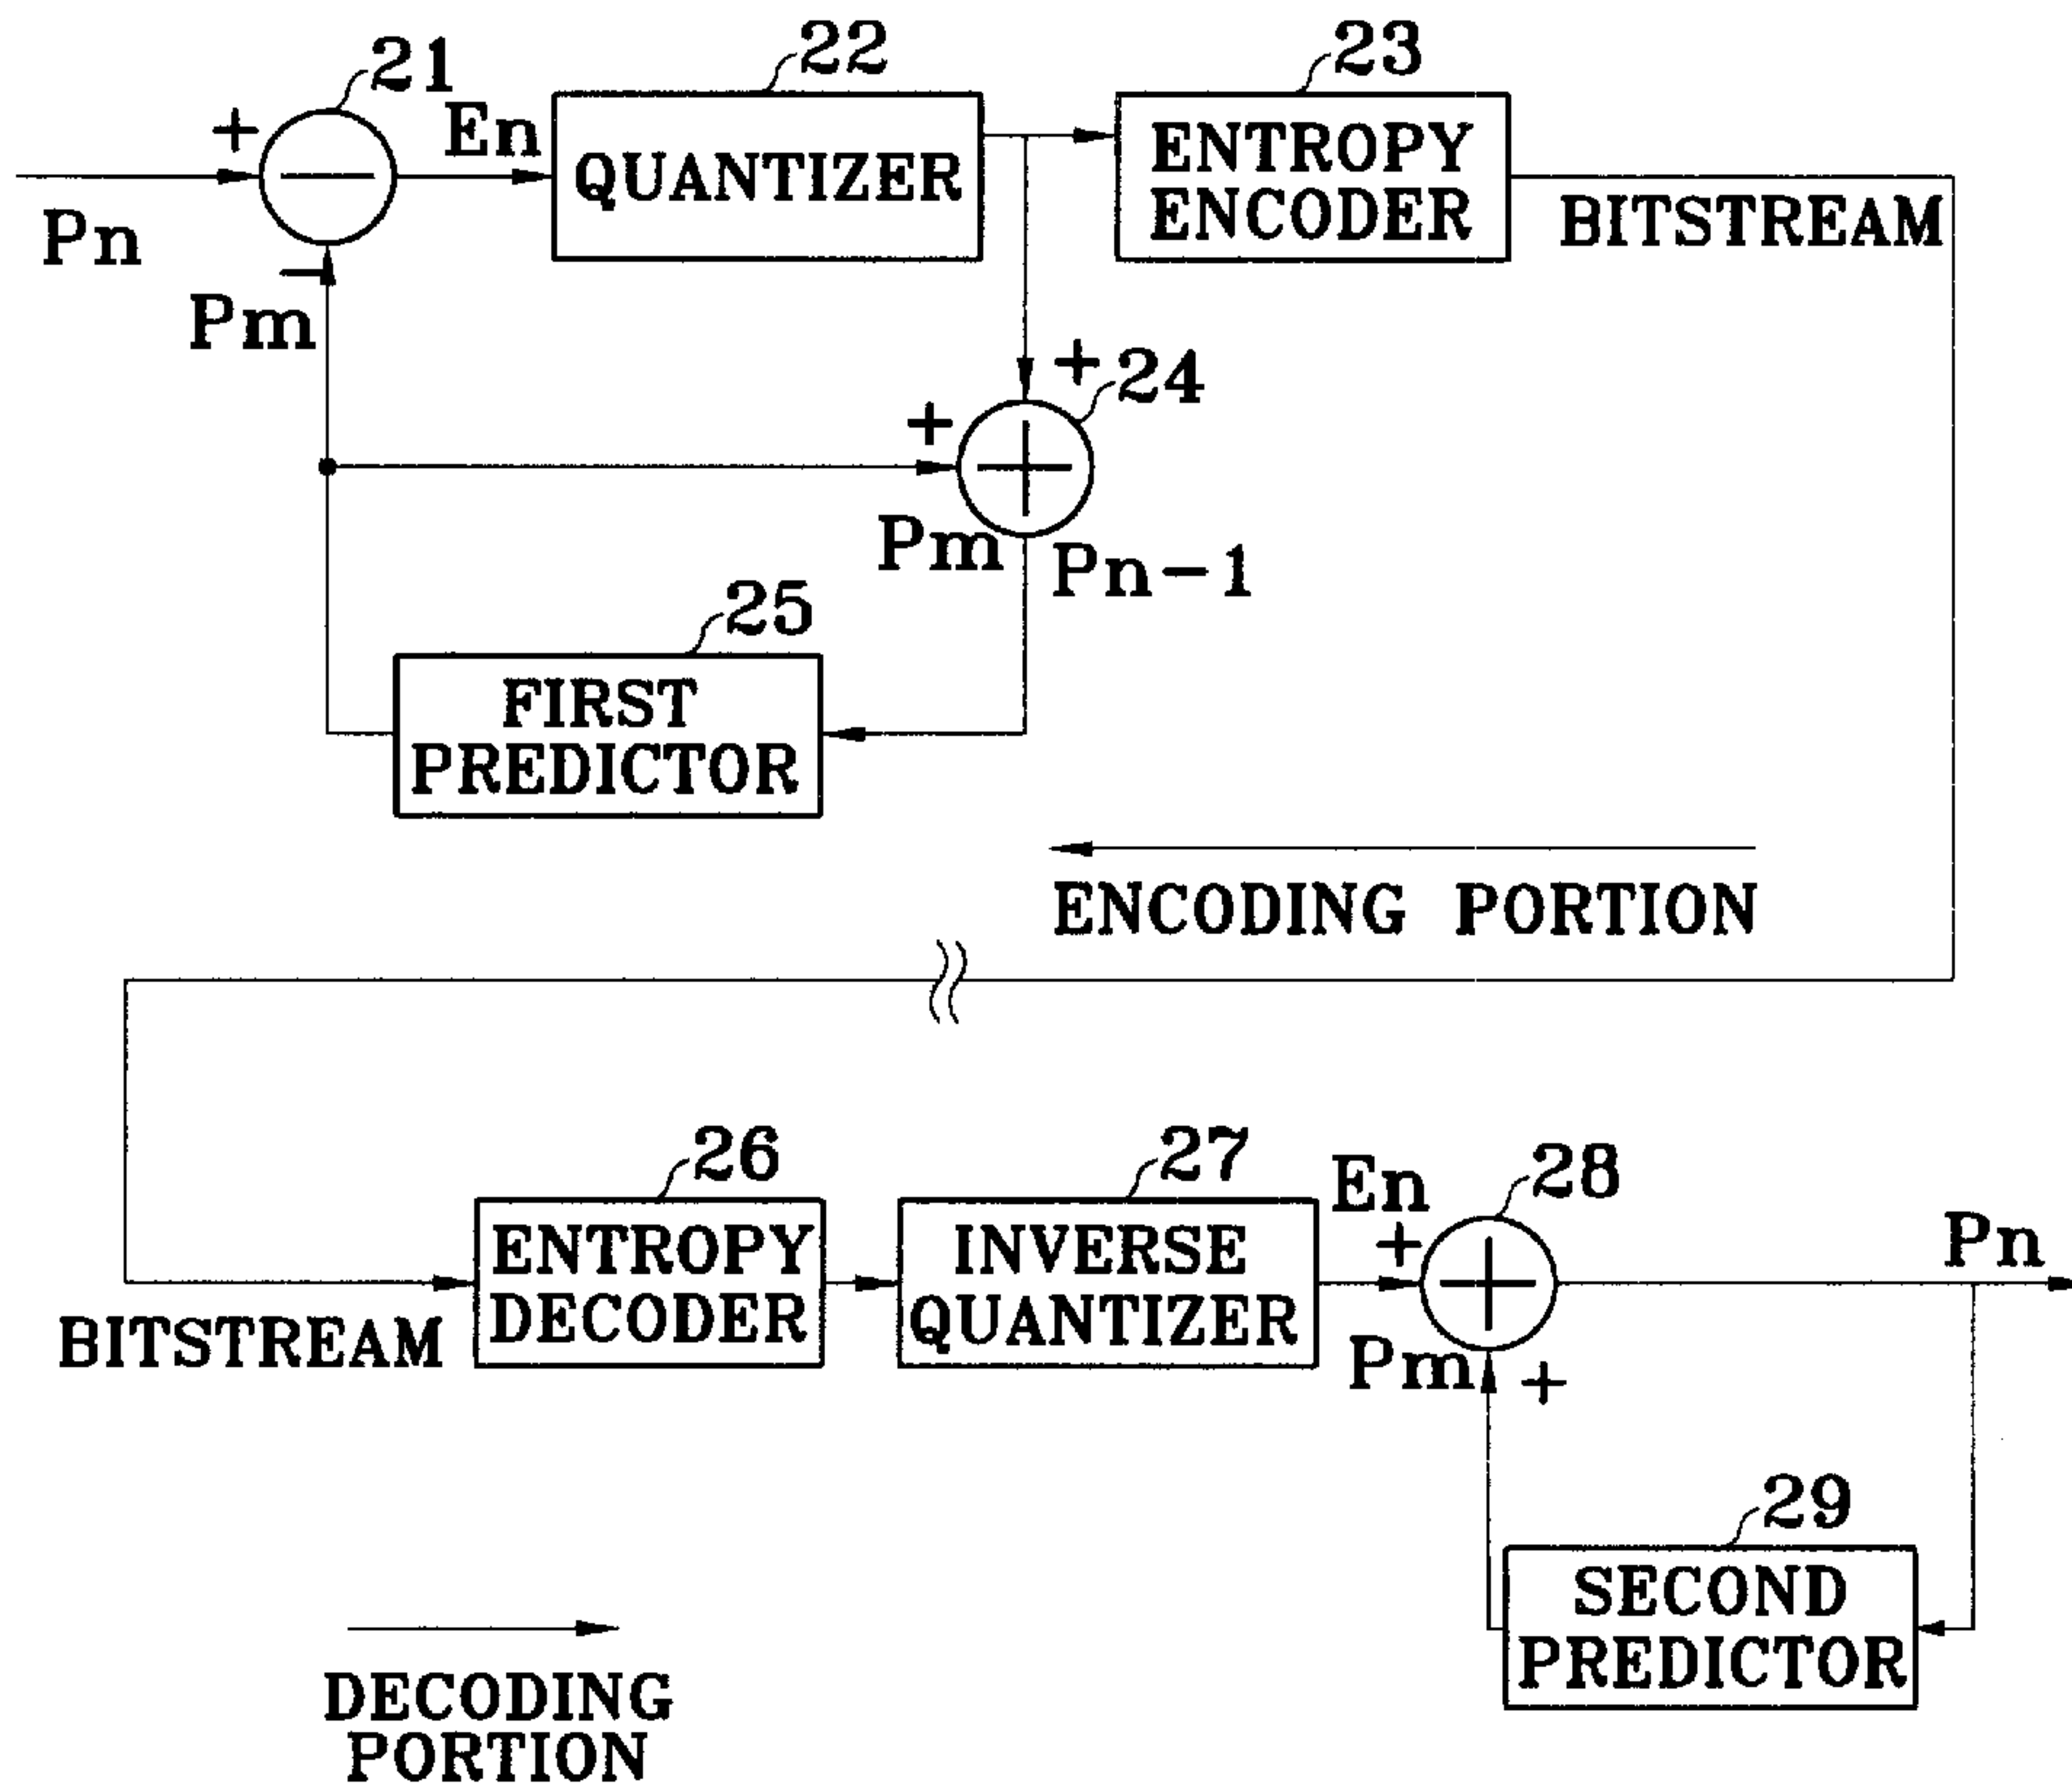 21
22
23
+
En
QUANTIZER
ENTROPY
ENCODER
BITSTREAM
Pn
−
Pm
+
24
+
Pm
Pn-1
25
FIRST
PREDICTOR
ENCODING PORTION
26
27
28
En
+
Pn
ENTROPY
DECODER
INVERSE
QUANTIZER
BITSTREAM
Pm
+
29
SECOND
PREDICTOR
DECODING
PORTION